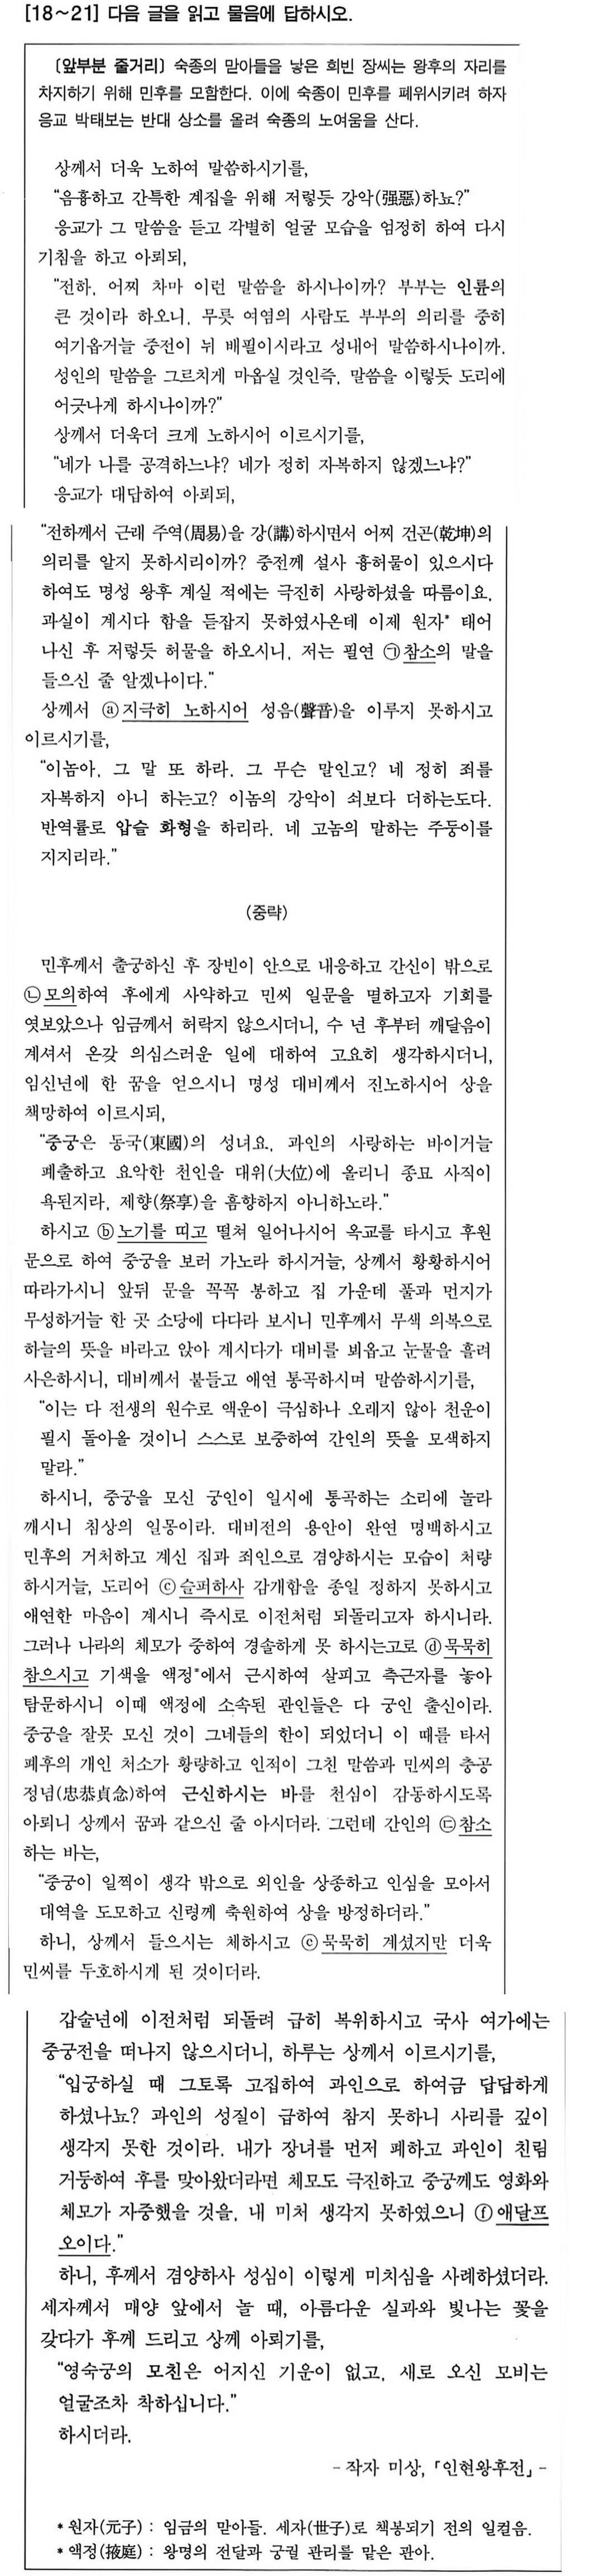 [18～21] 다음 글을 읽고 물음에 답하시오.
〔앞부분 줄거리〕 숙종의 맏아들을 낳은 희빈 장씨는 왕후의 자리를
차지하기 위해 민후를 모함한다. 이에 숙종이 민후를 폐위시키려 하자
응교 박태보는 반대 상소를 올려 숙종의 노여움을 산다.
상께서 더욱 노하여 말씀하시기를,
“음흉하고 간특한 계집을 위해 저렇듯 강악(强惡)하뇨?”
응교가 그 말씀을 듣고 각별히 얼굴 모습을 엄정히 하여 다시
기침을 하고 아뢰되,
“전하, 어찌 차마 이런 말씀을 하시나이까? 부부는 인륜의
큰 것이라 하오니, 무릇 여염의 사람도 부부의 의리를 중히
여기옵거늘 중전이 뉘 배필이시라고 성내어 말씀하시나이까.
성인의 말씀을 그르치게 마옵실 것인즉, 말씀을 이렇듯 도리에
어긋나게 하시나이까?”
상께서 더욱더 크게 노하시어 이르시기를,
“네가 나를 공격하느냐? 네가 정히 자복하지 않겠느냐?”
응교가 대답하여 아뢰되,
“전하께서 근래 주역(周易)을 강(講)하시면서 어찌 건곤(乾坤)의
의리를 알지 못하시리이까? 중전께 설사 흉허물이 있으시다
하여도 명성 왕후 계실 적에는 극진히 사랑하셨을 따름이요,
과실이 계시다 함을 듣잡지 못하였사온데 이제 원자* 태어
나신 후 저렇듯 허물을 하오시니, 저는 필연 ㉠참소의 말을
들으신 줄 알겠나이다.”
상께서 ⓐ지극히 노하시어 성음(聲音)을 이루지 못하시고
이르시기를,
“이놈아, 그 말 또 하라. 그 무슨 말인고? 네 정히 죄를
자복하지 아니 하는고? 이놈의 강악이 쇠보다 더하는도다.
반역률로 압슬 화형을 하리라. 네 고놈의 말하는 주둥이를
지지리라.”
(중략)
민후께서 출궁하신 후 장빈이 안으로 내응하고 간신이 밖으로
㉡모의하여 후에게 사약하고 민씨 일문을 멸하고자 기회를
엿보았으나 임금께서 허락지 않으시더니, 수 년 후부터 깨달음이
계셔서 온갖 의심스러운 일에 대하여 고요히 생각하시더니,
임신년에 한 꿈을 얻으시니 명성 대비께서 진노하시어 상을
책망하여 이르시되,
“중궁은 동국(東國)의 성녀요, 과인의 사랑하는 바이거늘
폐출하고 요악한 천인을 대위(大位)에 올리니 종묘 사직이
욕된지라, 제향(祭享)을 흠향하지 아니하노라.”
하시고 ⓑ노기를 띠고 떨쳐 일어나시어 옥교를 타시고 후원
문으로 하여 중궁을 보러 가노라 하시거늘, 상께서 황황하시어
따라가시니 앞뒤 문을 꼭꼭 봉하고 집 가운데 풀과 먼지가
무성하거늘 한 곳 소당에 다다라 보시니 민후께서 무색 의복으로
하늘의 뜻을 바라고 앉아 계시다가 대비를 뵈옵고 눈물을 흘려
사은하시니, 대비께서 붙들고 애연 통곡하시며 말씀하시기를,
“이는 다 전생의 원수로 액운이 극심하나 오래지 않아 천운이
필시 돌아올 것이니 스스로 보중하여 간인의 뜻을 모색하지
말라.”
하시니, 중궁을 모신 궁인이 일시에 통곡하는 소리에 놀라
깨시니 침상의 일몽이라. 대비전의 용안이 완연 명백하시고
민후의 거처하고 계신 집과 죄인으로 겸양하시는 모습이 처량
하시거늘, 도리어 ⓒ슬퍼하사 감개함을 종일 정하지 못하시고
애연한 마음이 계시니 즉시로 이전처럼 되돌리고자 하시니라.
그러나 나라의 체모가 중하여 경솔하게 못 하시는고로 ⓓ묵묵히
참으시고 기색을 액정*에서 근시하여 살피고 측근자를 놓아
탐문하시니 이때 액정에 소속된 관인들은 다 궁인 출신이라.
중궁을 잘못 모신 것이 그네들의 한이 되었더니 이 때를 타서
폐후의 개인 처소가 황량하고 인적이 그친 말씀과 민씨의 충공
정념(忠恭貞念)하여 근신하시는 바를 천심이 감동하시도록
아뢰니 상께서 꿈과 같으신 줄 아시더라. 그런데 간인의 ㉢참소
하는 바는,
“중궁이 일찍이 생각 밖으로 외인을 상종하고 인심을 모아서
대역을 도모하고 신령께 축원하여 상을 방정하더라.”
하니, 상께서 들으시는 체하시고 ⓔ묵묵히 계셨지만 더욱
민씨를 두호하시게 된 것이더라.
갑술년에 이전처럼 되돌려 급히 복위하시고 국사 여가에는
중궁전을 떠나지 않으시더니, 하루는 상께서 이르시기를,
“입궁하실 때 그토록 고집하여 과인으로 하여금 답답하게
하셨나뇨? 과인의 성질이 급하여 참지 못하니 사리를 깊이
생각지 못한 것이라. 내가 장녀를 먼저 폐하고 과인이 친림
거둥하여 후를 맞아왔더라면 체모도 극진하고 중궁께도 영화와
체모가 자중했을 것을, 내 미처 생각지 못하였으니 ⓕ애달프
오이다.”
하니, 후께서 겸양하사 성심이 이렇게 미치심을 사례하셨더라.
세자께서 매양 앞에서 놀 때, 아름다운 실과와 빛나는 꽃을
갖다가 후께 드리고 상께 아뢰기를,
“영숙궁의 모친은 어지신 기운이 없고, 새로 오신 모비는
얼굴조차 착하십니다.”
하시더라.
- 작자 미상, 「인현왕후전」 -
* 원자(元子) : 임금의 맏아들. 세자(世子)로 책봉되기 전의 일컬음.
* 액정(掖庭) : 왕명의 전달과 궁궐 관리를 맡은 관아.